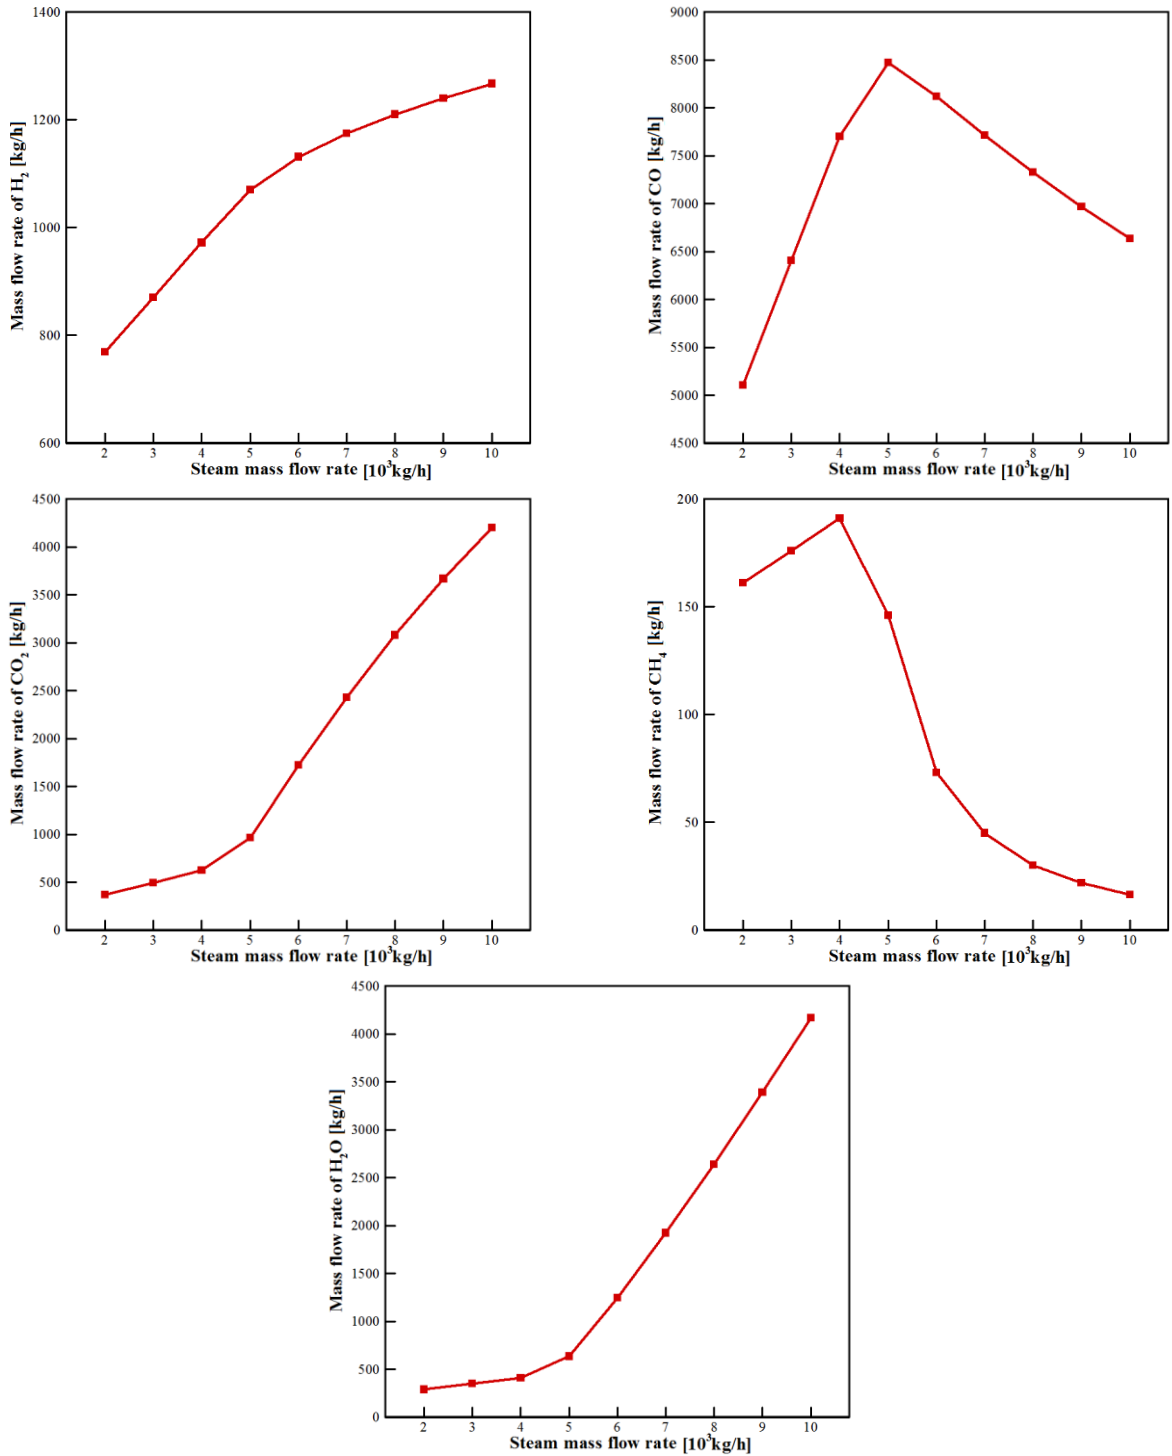 1400
1200
1000
800
600
Mass flow rate of H2 [kg/h]
2 3 4 5 6 7 8 9 10
Steam mass flow rate [10³kg/h]
9000
8500
8000
7500
7000
6500
6000
5500
5000
4500
Mass flow rate of CO [kg/h]
2 3 4 5 6 7 8 9 10
Steam mass flow rate [10³kg/h]
4500
4000
3500
3000
2500
2000
1500
1000
500
0
Mass flow rate of CO2 [kg/h]
2 3 4 5 6 7 8 9 10
Steam mass flow rate [10³kg/h]
200
150
100
50
0
Mass flow rate of CH4 [kg/h]
2 3 4 5 6 7 8 9 10
Steam mass flow rate [10³kg/h]
4500
4000
3500
3000
2500
2000
1500
1000
500
0
Mass flow rate of H2O [kg/h]
2 3 4 5 6 7 8 9 10
Steam mass flow rate [10³kg/h]